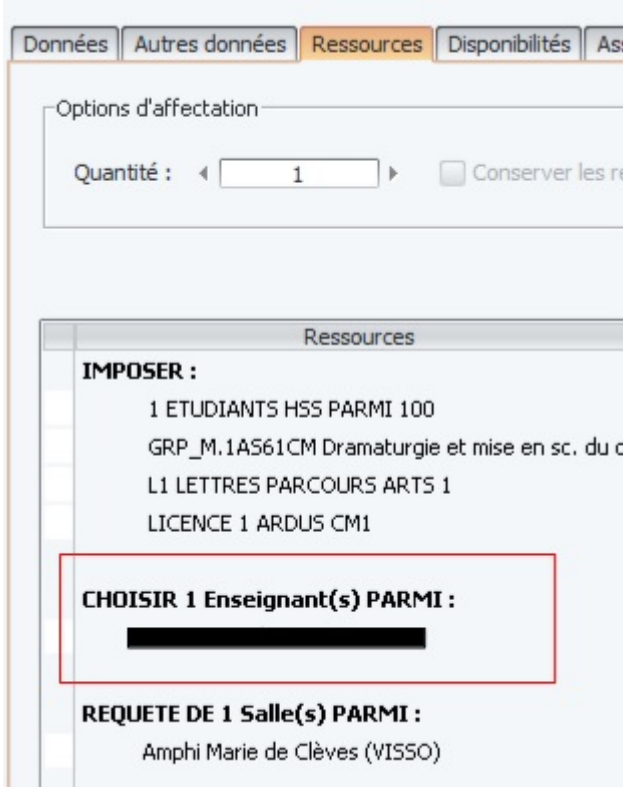 Données Autres données Ressources Disponibilités
Options d'affectation
Quantité : 1 Conserver les
Ressources
IMPOSER :
1 ETUDIANTS HSS PARMI 100
GRP_M.1AS61CM Dramaturgie et mise en sc. du
L1 LETTRES PARCOURS ARTS 1
LICENCE 1 ARDUS CM1
CHOISIR 1 Enseignant(s) PARMI :
REQUETE DE 1 Salle(s) PARMI :
Amphi Marie de Clèves (VISSO)